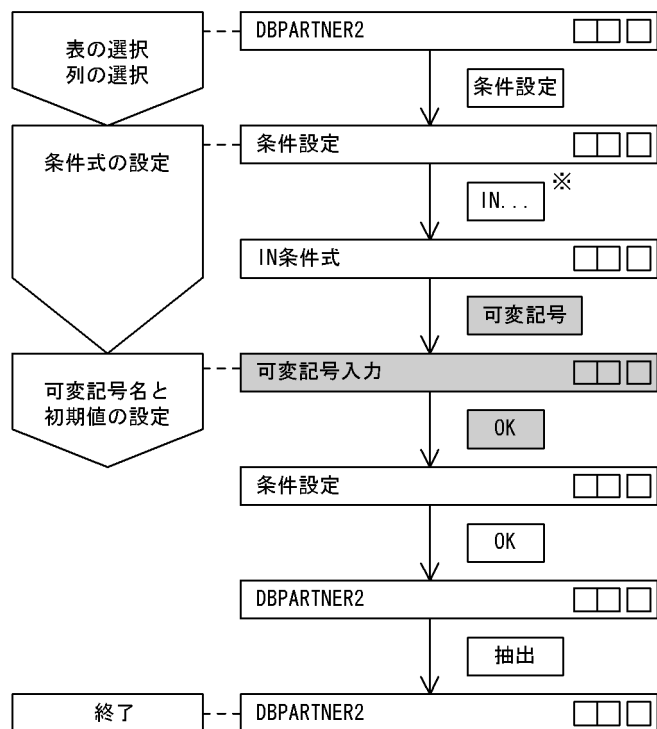 表の選択
列の選択
DBPARTNER2
条件設定
条件式の設定
条件設定
IN...
※
IN条件式
可変記号
可変記号名と
初期値の設定
可変記号入力
OK
条件設定
OK
DBPARTNER2
抽出
終了
DBPARTNER2